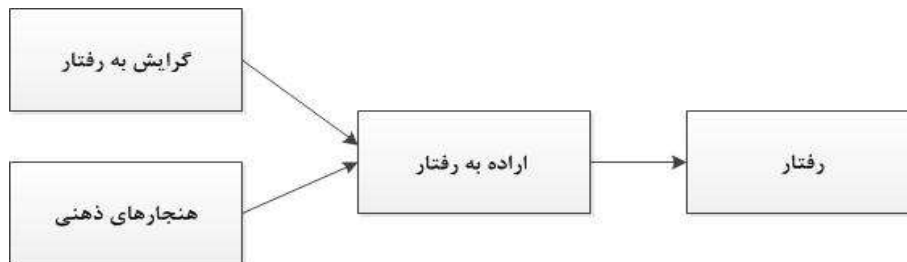 گرایش به رفتار
اراده به رفتار
رفتار
هنجارهای ذهنی